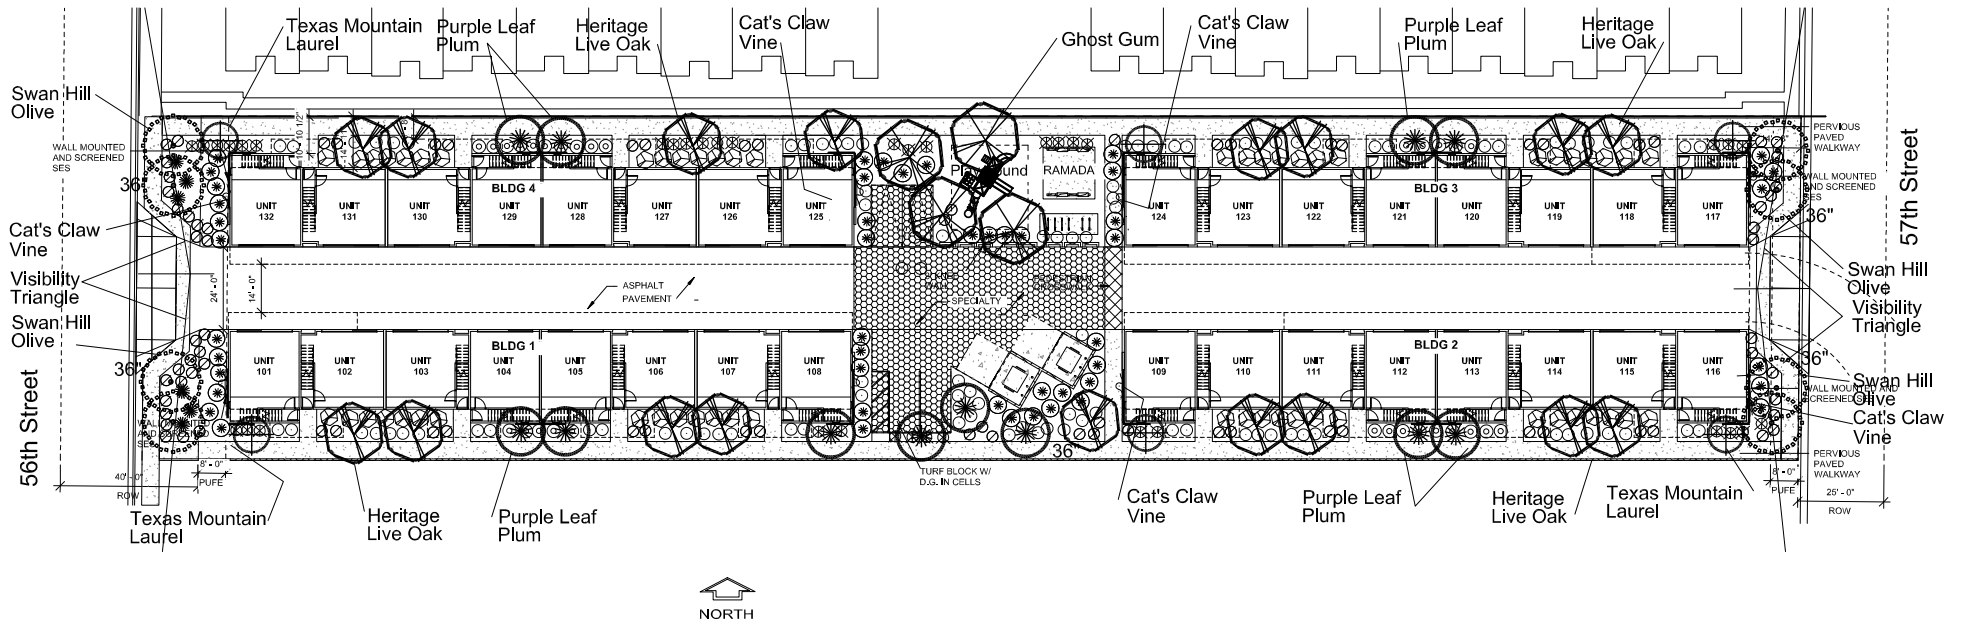 Texas Mountain
Laurel
Purple Leaf
Plum
Heritage
Live Oak
Cat's Claw
Vine
Ghost Gum
Cat's Claw
Vine
Purple Leaf
Plum
Heritage
Live Oak
Swan Hill
Olive
WALL MOUNTED
AND SCREENED
SES
36"
10' - 10 1/2"
PERVIOUS
PAVED
WALKWAY
57th Street
WALL MOUNTED
AND SCREENED
SES
36"
RAMADA
BLDG 4
BLDG 3
UNIT
132
UNIT
131
UNIT
130
UNIT
129
UNIT
128
UNIT
127
UNIT
126
UNIT
125
UNIT
124
UNIT
123
UNIT
122
UNIT
121
UNIT
120
UNIT
119
UNIT
118
UNIT
117
Cat's Claw
Vine
Visibility
Triangle
Swan Hill
Olive
24' - 0"
14' - 0"
ASPHALT
PAVEMENT
SPECIALTY
Swan Hill
Olive
Visibility
Triangle
BLDG 1
BLDG 2
UNIT
101
UNIT
102
UNIT
103
UNIT
104
UNIT
105
UNIT
106
UNIT
107
UNIT
108
UNIT
109
UNIT
110
UNIT
111
UNIT
112
UNIT
113
UNIT
114
UNIT
115
UNIT
116
36"
36"
56th Street
Swan Hill
Olive
WALL MOUNTED AND
Cat's Claw
Vine
36"
PERVIOUS
PAVED
WALKWAY
8' - 0"
PUFE
40' - 0"
ROW
TURF BLOCK W/
D.G. IN CELLS
8' - 0"
PUFE
25' - 0"
ROW
Texas Mountain
Laurel
Heritage
Live Oak
Purple Leaf
Plum
Cat's Claw
Vine
Purple Leaf
Plum
Heritage
Live Oak
Texas Mountain
Laurel
NORTH